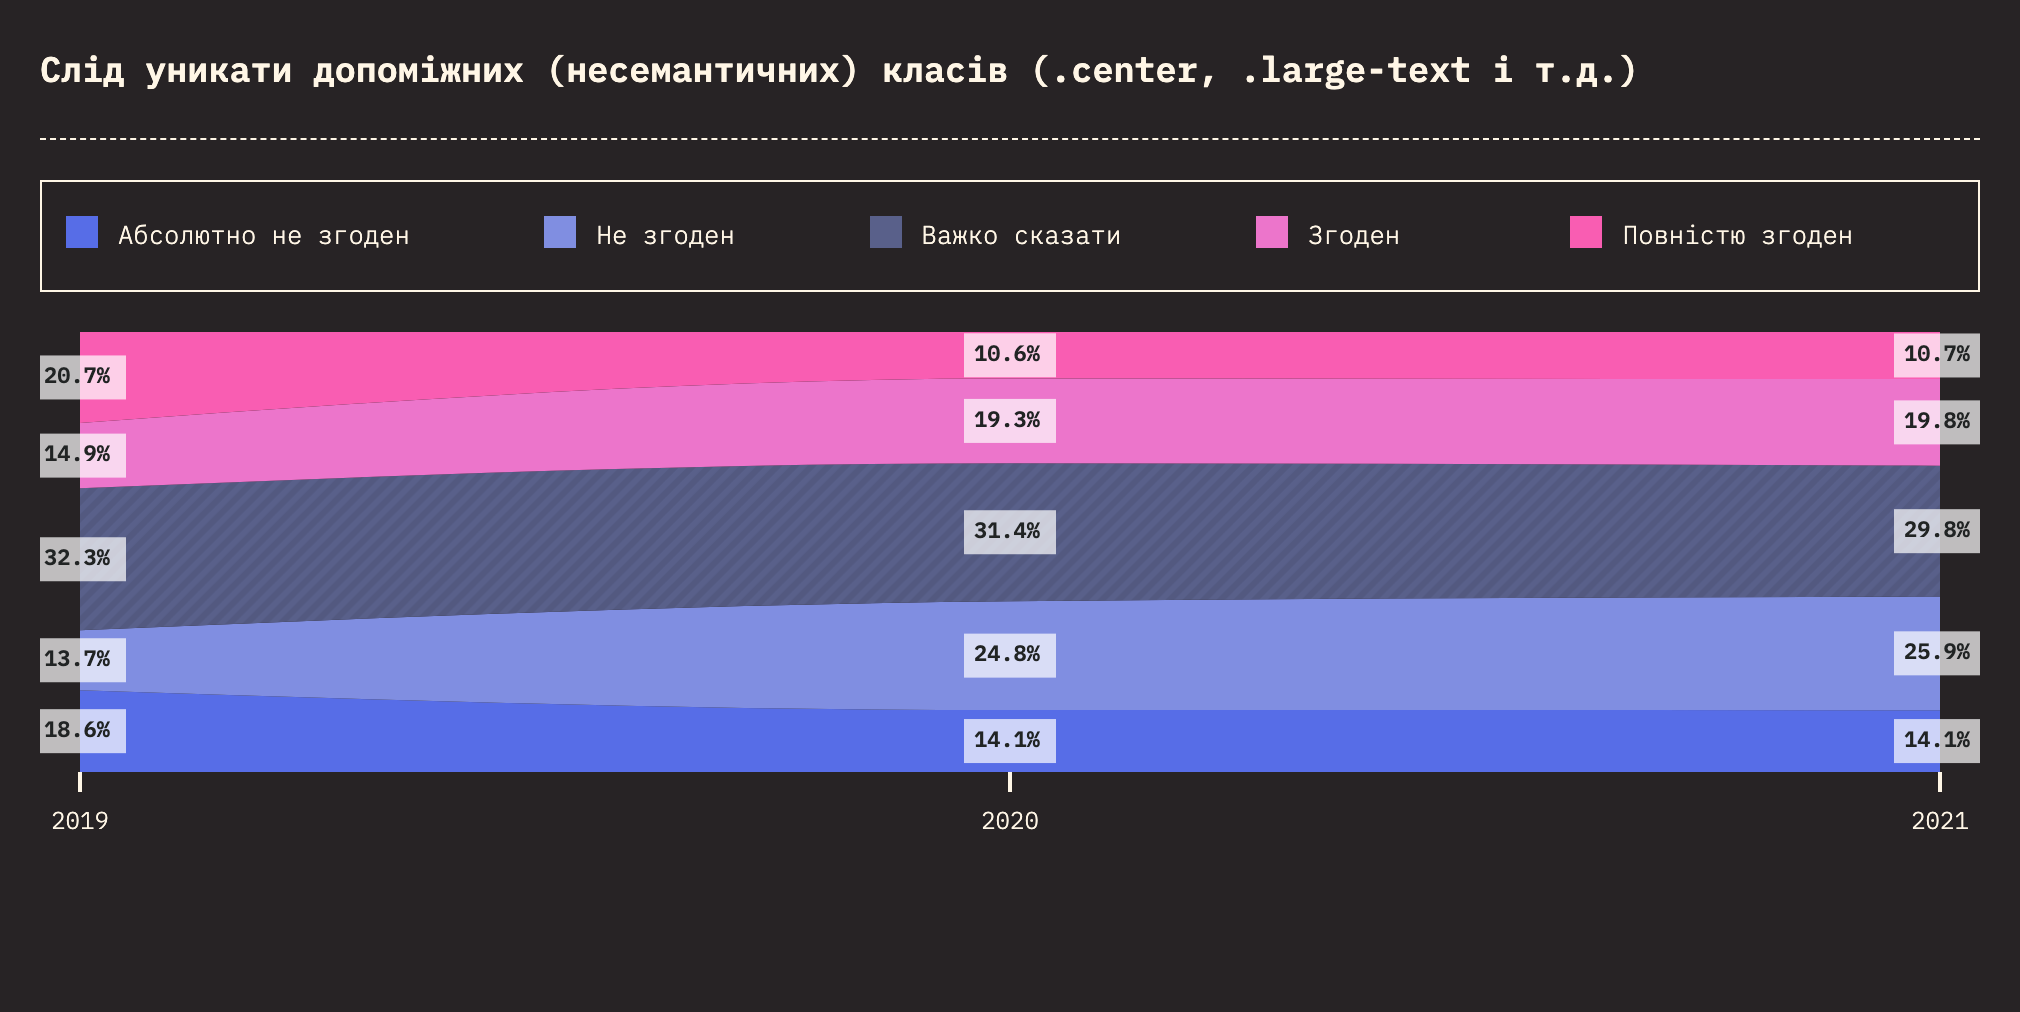 Слід уникати допоміжних (несемантичних) класів (.center, .large-text і т.д.)
Абсолютно не згоден Не згоден Важко сказати Згоден Повністю згоден
20.7% 10.6% 10.7%
14.9% 19.3% 19.8%
32.3% 31.4% 29.8%
13.7% 24.8% 25.9%
18.6% 14.1% 14.1%
2019 2020 2021